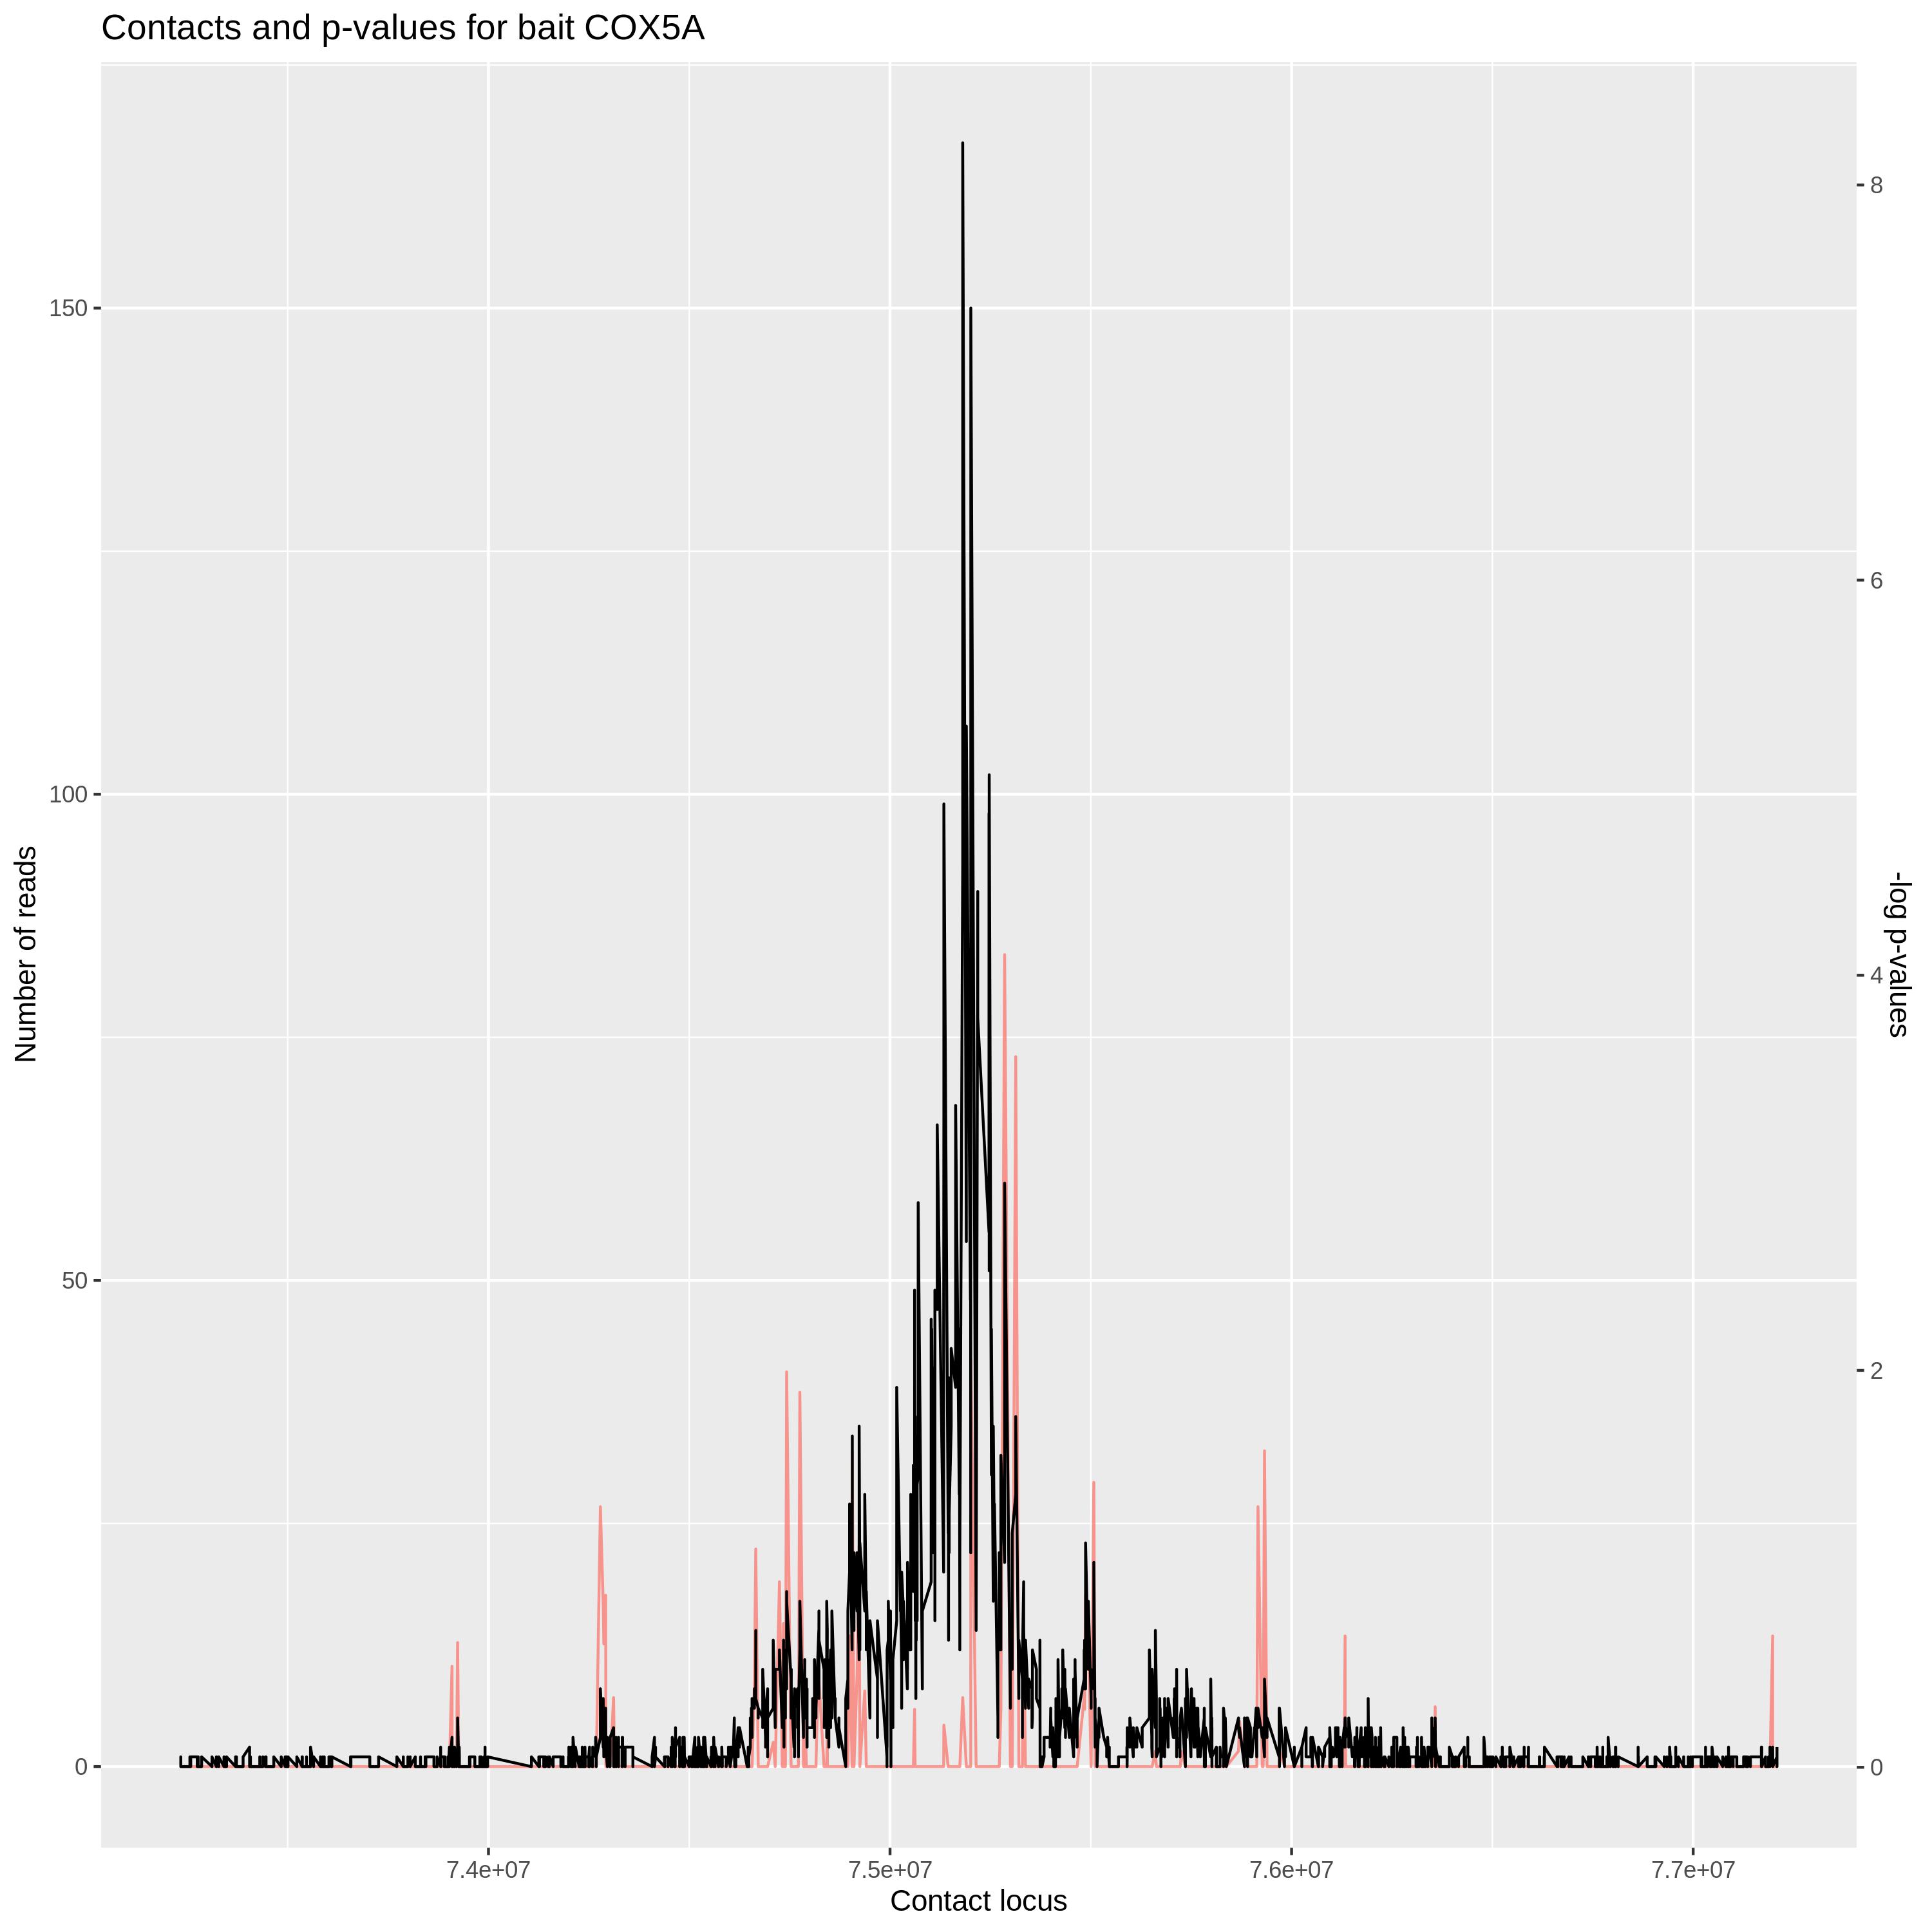 Contacts and p-values for bait COX5A
8
150
6
100
Number of reads
-log p-values
4
50
2
0
0
7.4e+07 7.5e+07 7.6e+07 7.7e+07
Contact locus